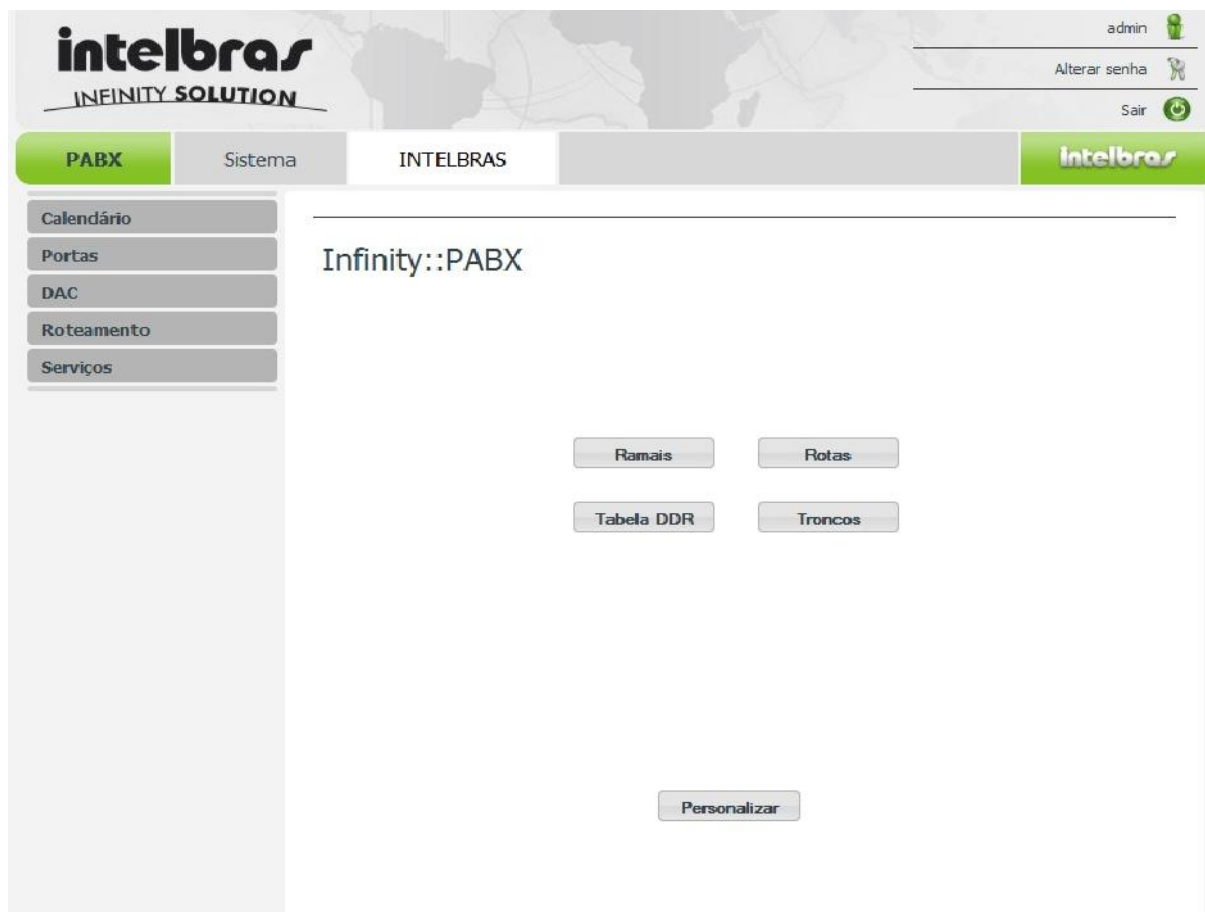 intelbras
INFINITY SOLUTION
admin
Alterar senha
Sair
PABX
Sistema
INTELBRAS
intelbras
Calendário
Portas
DAC
Roteamento
Serviços
Infinity::PABX
Ramais
Rotas
Tabela DDR
Troncos
Personalizar